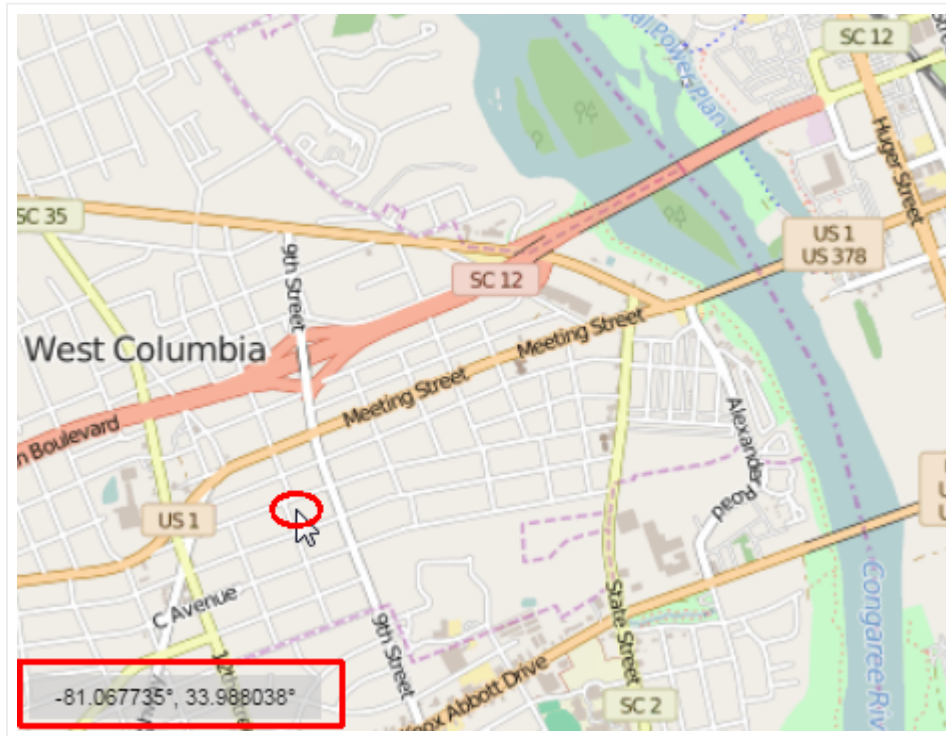 SC 12
Huger Street
SC 35
9th Street
US 1
US 378
SC 12
West Columbia
Meeting Street
Meeting Street
n Boulevard
Alexander
Road
US 1
C Avenue
State Street
9th Street
Congaree Riv
nox Abbott Drive
SC 2
-81.067735°, 33.988038°